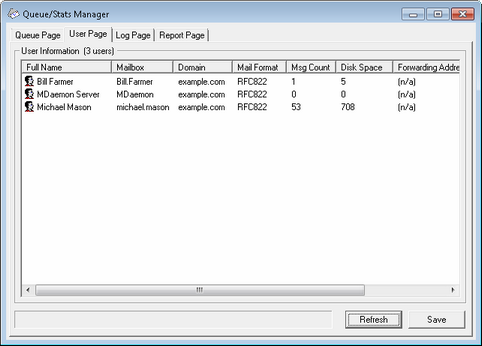 Queue/Stats Manager
Queue Page User Page Log Page Report Page
User Information (3 users)
Full Name Mailbox Domain Mail Format Msg Count Disk Space Forwarding Addre
Bill Farmer Bill.Farmer example.com RFC822 1 5 (n/a)
MDaemon Server MDaemon example.com RFC822 0 0 (n/a)
Michael Mason michael.mason example.com RFC822 53 708 (n/a)
Refresh Save